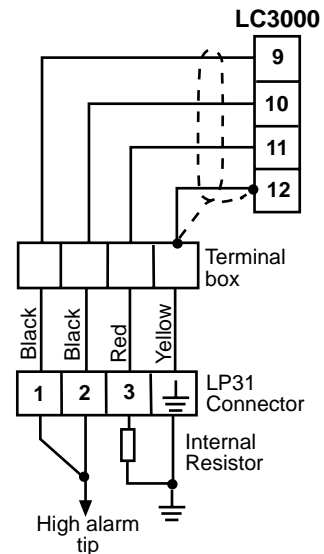 LC3000
9
10
11
12
Terminal
box
Black
Black
Red
Yellow
1
2
3
LP31
Connector
Internal
Resistor
High alarm
tip